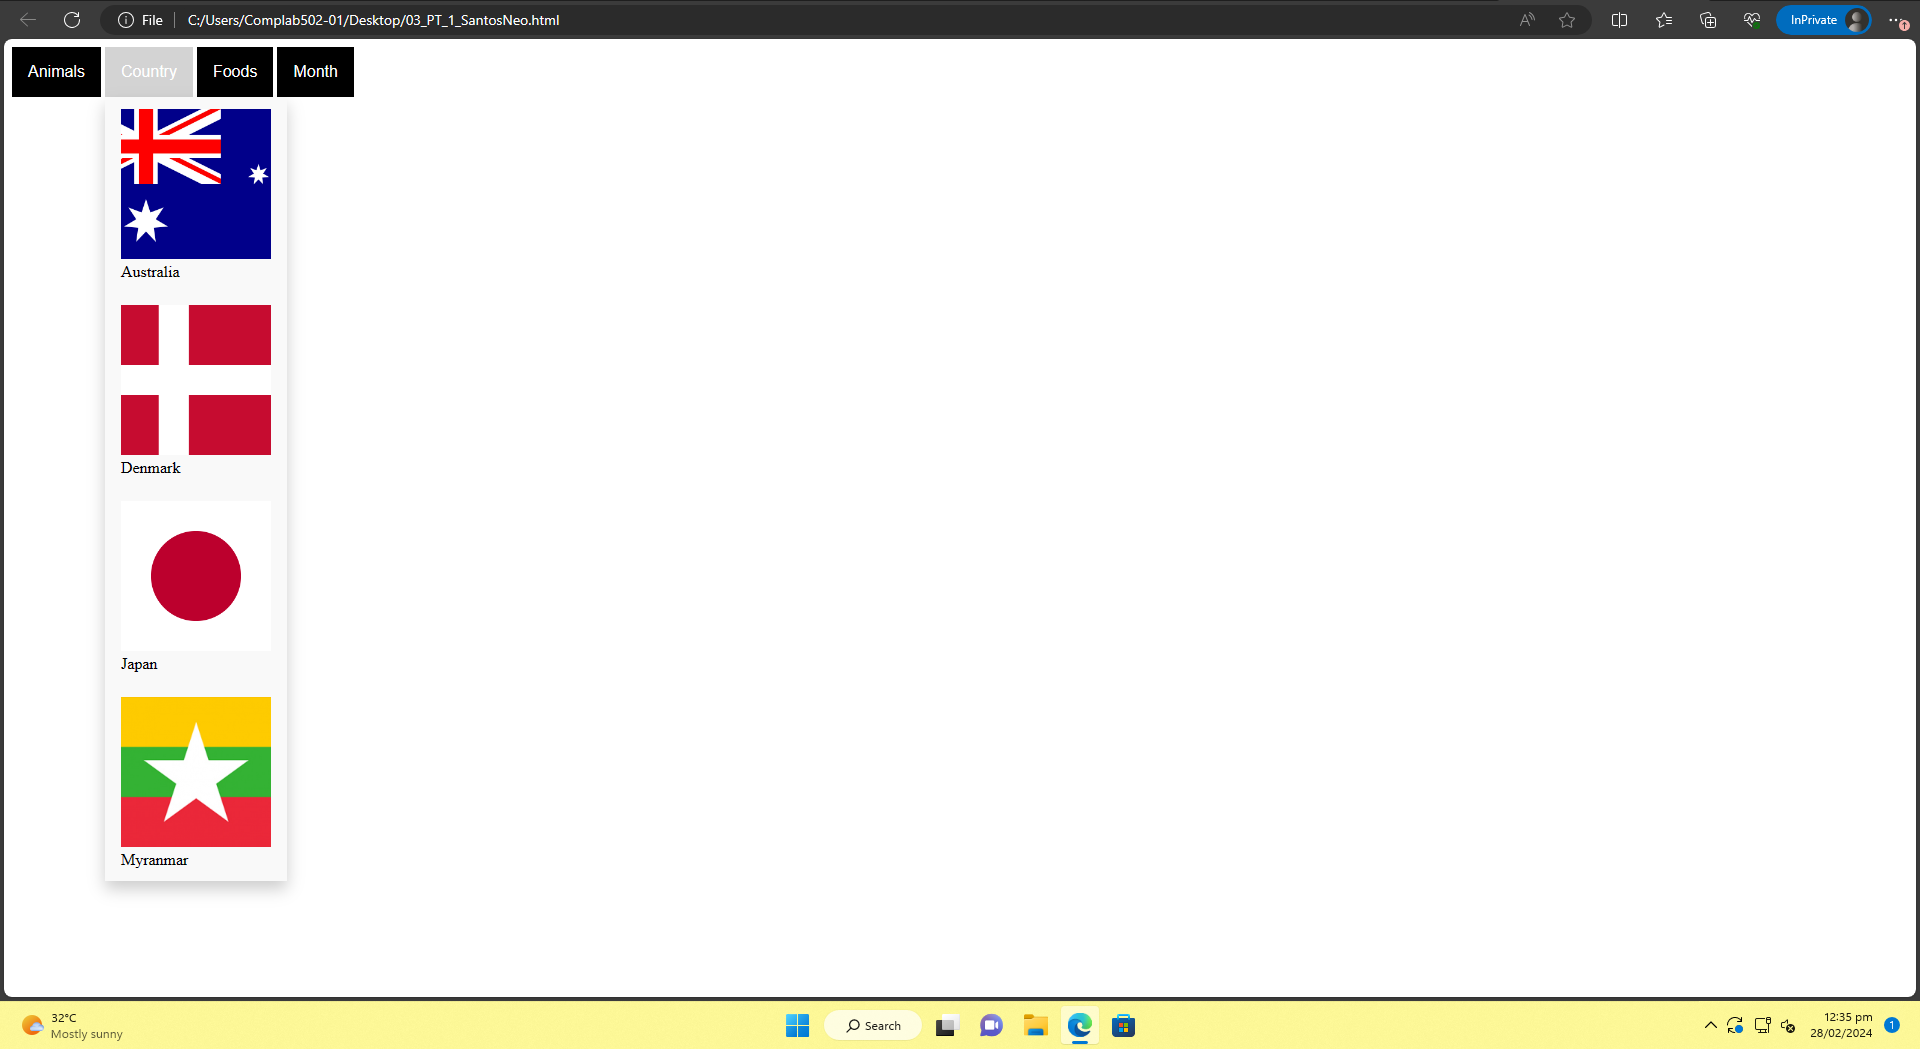 File
C:/Users/Complab502-01/Desktop/03_PT_1_SantosNeo.html
InPrivate
Animals
Country
Foods
Month
Australia
Denmark
Japan
Myranmar
32°C
Mostly sunny
Search
12:35 pm
28/02/2024
1